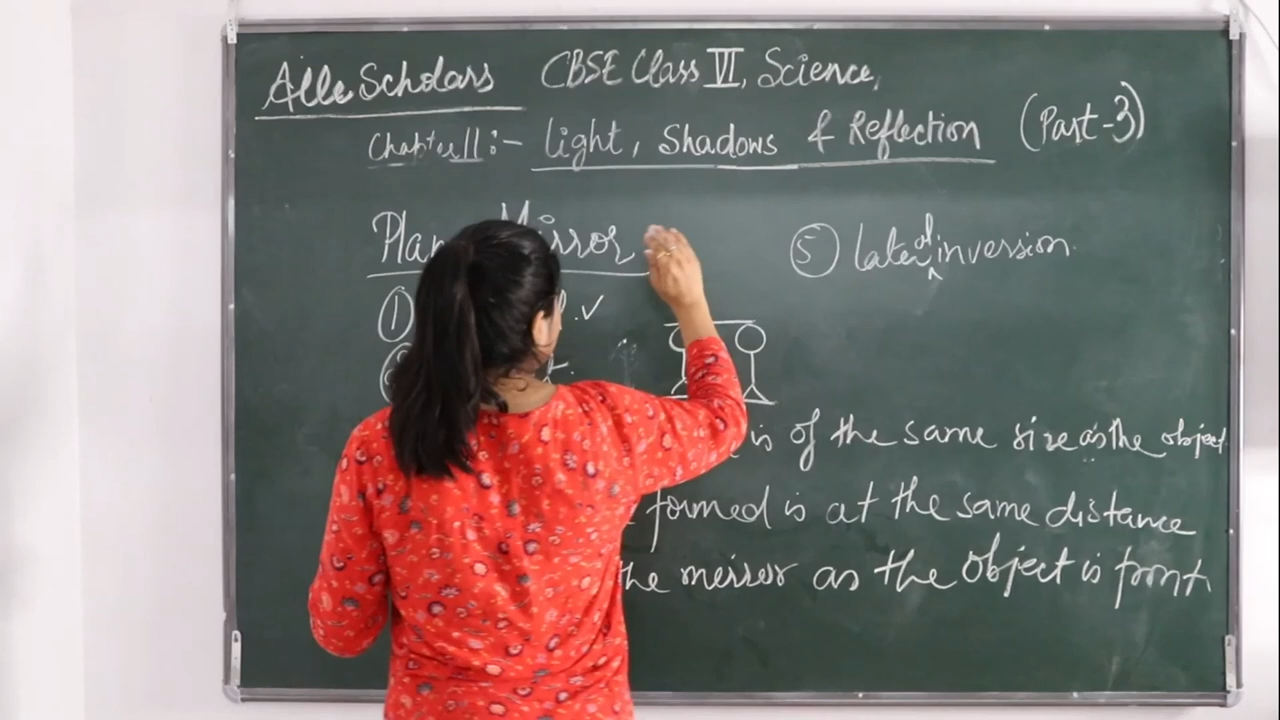 Alle Scholars CBSE Class VI, Science,
Chapter 11 :- Light, Shadows & Reflection (Part-3)
Mirror
①
⑤ Lateral inversion.
is of the same size as the object
formed is at the same distance
the mirror as the object is front